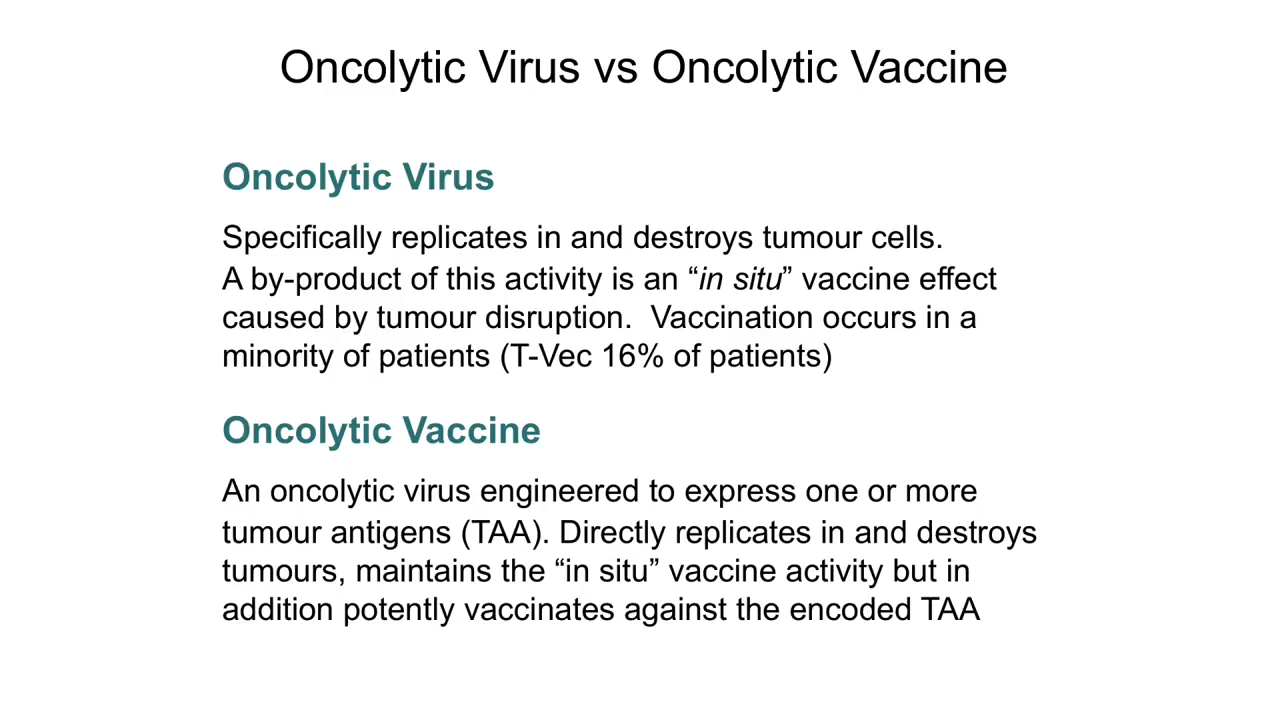 Oncolytic Virus vs Oncolytic Vaccine
Oncolytic Virus
Specifically replicates in and destroys tumour cells.
A by-product of this activity is an “in situ” vaccine effect
caused by tumour disruption.  Vaccination occurs in a
minority of patients (T-Vec 16% of patients)
Oncolytic Vaccine
An oncolytic virus engineered to express one or more
tumour antigens (TAA). Directly replicates in and destroys
tumours, maintains the “in situ” vaccine activity but in
addition potently vaccinates against the encoded TAA